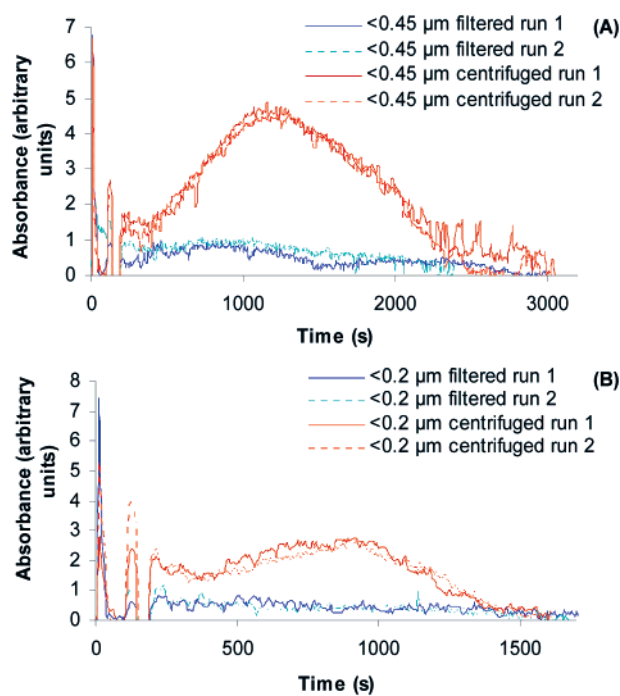 <0.45 µm filtered run 1
(A)
<0.45 µm filtered run 2
<0.45 µm centrifuged run 1
<0.45 µm centrifuged run 2
Absorbance (arbitrary
units)
7
6
5
4
3
2
1
0
0 1000 2000 3000
Time (s)
<0.2 µm filtered run 1
(B)
<0.2 µm filtered run 2
<0.2 µm centrifuged run 1
<0.2 µm centrifuged run 2
Absorbance (arbitrary
units)
8
7
6
5
4
3
2
1
0
0 500 1000 1500
Time (s)